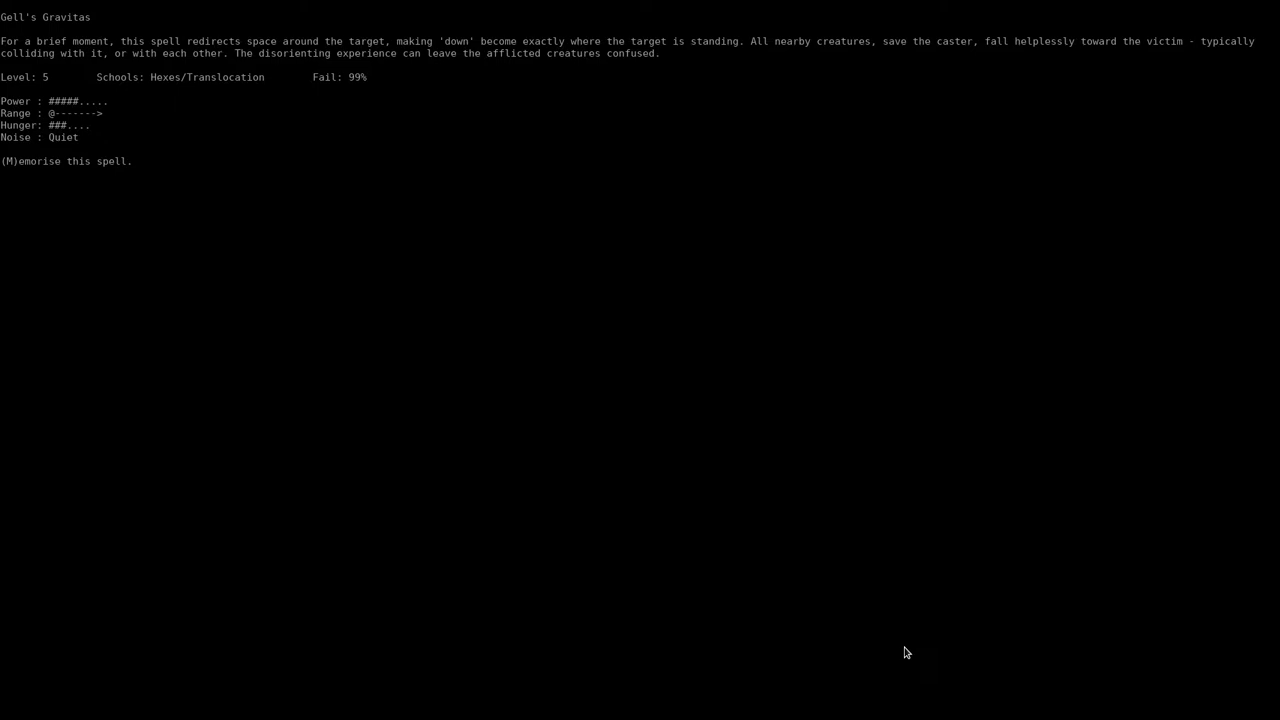 Gell's Gravitas
For a brief moment, this spell redirects space around the target, making 'down' become exactly where the target is standing. All nearby creatures, save the caster, fall helplessly toward the victim - typically
colliding with it, or with each other. The disorienting experience can leave the afflicted creatures confused.
Level: 5        Schools: Hexes/Translocation        Fail: 99%
Power : #####.....
Range : @------->
Hunger: ###....
Noise : Quiet
(M)emorise this spell.